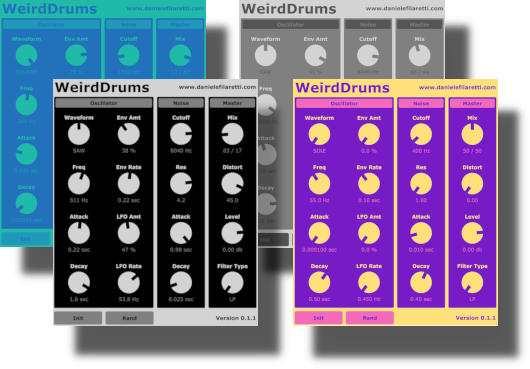 WeirdDrums
www.danielefilaretti.com
Oscillator
Noise
Master
Waveform
Env Amt
Cutoff
Mix
Freq
Attack
Decay
Init
WeirdDrums
www.danielefilaretti.com
Waveform
Env Amt
Cutoff
Mix
SAW
WeirdDrums
www.danielefilaretti.com
Oscillator Noise Master
Waveform Env Amt Cutoff Mix
SAW 38 % 8040 Hz 83 / 17
Freq Env Rate Res Distort
511 Hz 0.22 sec 4.2 45.0
Attack LFO Amt Attack Level
0.22 sec 47 % 0.98 sec 0.00 db
Decay LFO Rate Decay Filter Type
1.6 sec 53.8 Hz 0.025 sec LP
Init Rand Version 0.1.1
WeirdDrums
www.danielefilaretti.com
Oscillator Noise Master
Waveform Env Amt Cutoff Mix
SINE 0.0 % 400 Hz 50 / 50
Freq Env Rate Res Distort
55.0 Hz 0.10 sec 1.00 0.00
Attack LFO Amt Attack Level
0.000100 sec 0.0 % 0.010 sec 0.00 db
Decay LFO Rate Decay Filter Type
0.50 sec 0.450 Hz 0.40 sec LP
Init Rand Version 0.1.1